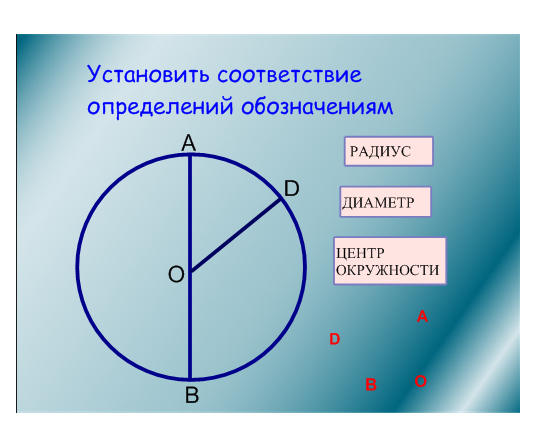 Установить соответствие
определений обозначениям
A
D
O
B
РАДИУС
ДИАМЕТР
ЦЕНТР
ОКРУЖНОСТИ
A
D
B
O